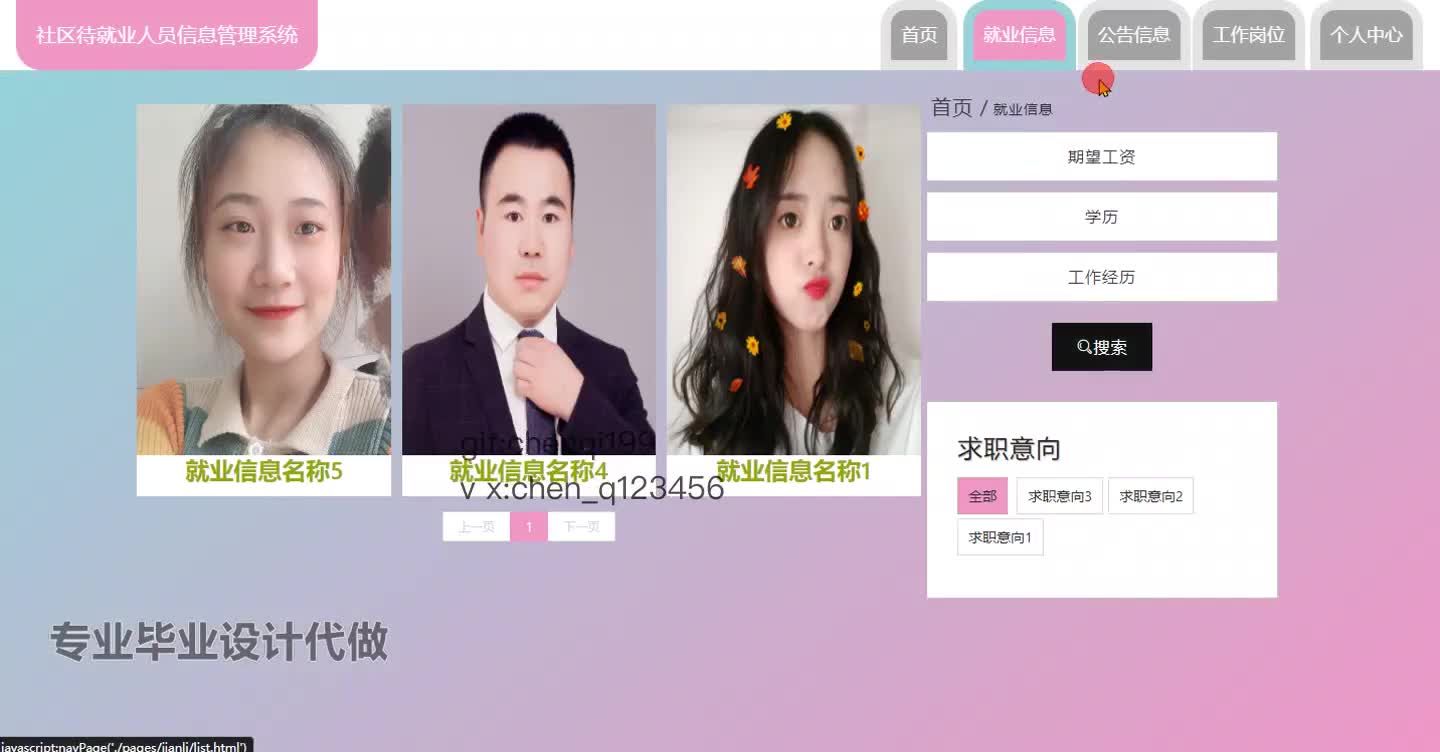 社区待就业人员信息管理系统
首页
就业信息
公告信息
工作岗位
个人中心
首页 / 就业信息
期望工资
学历
工作经历
搜索
求职意向
全部
求职意向3
求职意向2
求职意向1
就业信息名称5
就业信息名称4
就业信息名称1
git:chenqi199
v x:chen_q123456
上一页
1
下一页
专业毕业设计代做
javascript:navPage('./pages/jianli/list.html')